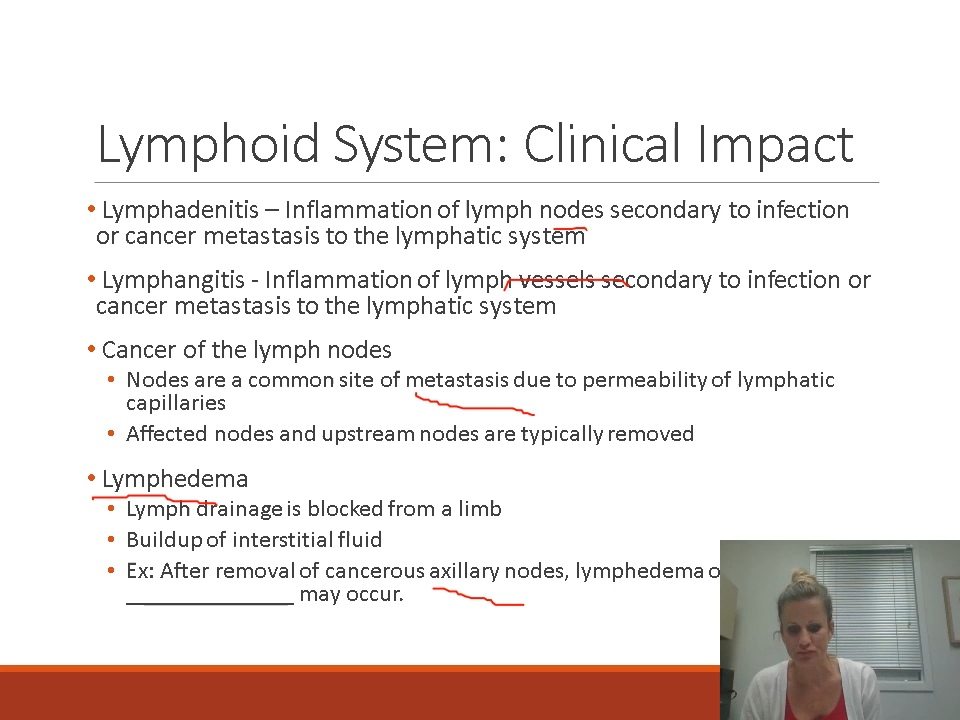 Lymphoid System: Clinical Impact
• Lymphadenitis – Inflammation of lymph nodes secondary to infection
or cancer metastasis to the lymphatic system
• Lymphangitis - Inflammation of lymph vessels secondary to infection or
cancer metastasis to the lymphatic system
• Cancer of the lymph nodes
• Nodes are a common site of metastasis due to permeability of lymphatic
capillaries
• Affected nodes and upstream nodes are typically removed
• Lymphedema
• Lymph drainage is blocked from a limb
• Buildup of interstitial fluid
• Ex: After removal of cancerous axillary nodes, lymphedema
______________ may occur.